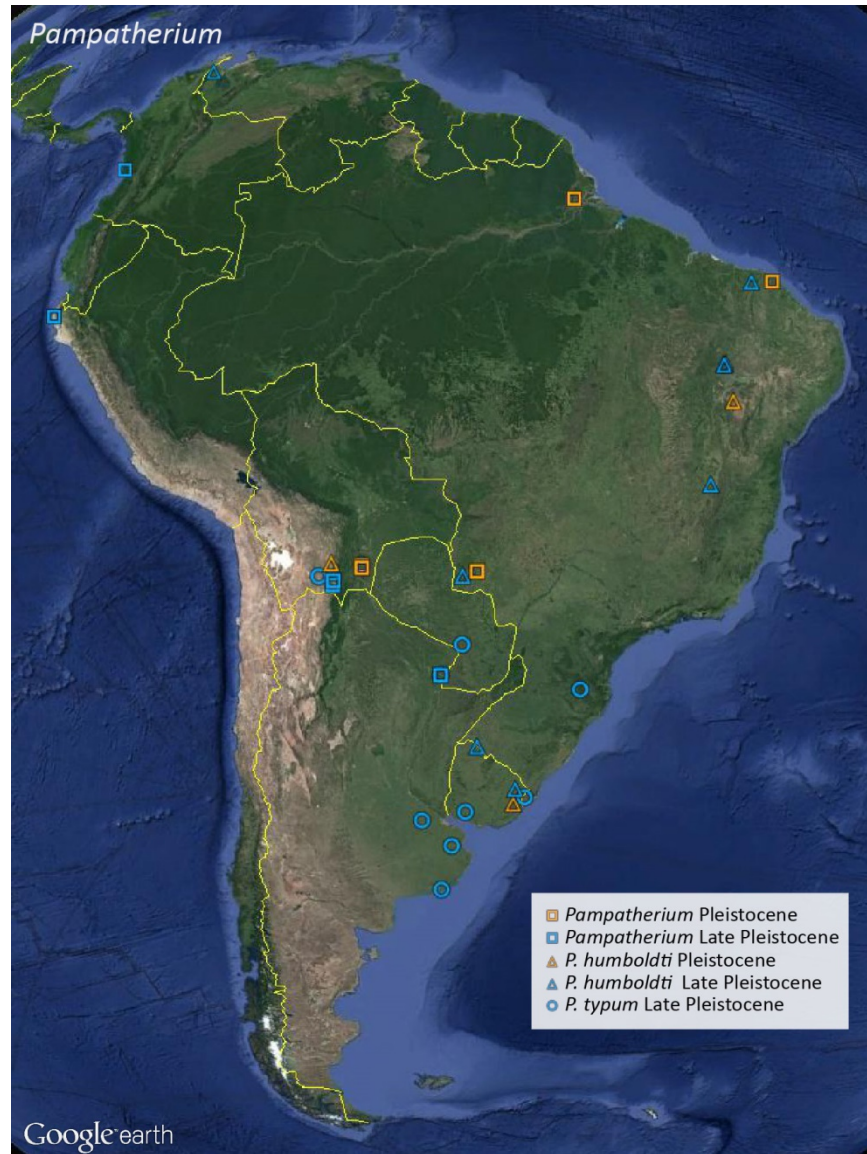 Pampatherium
Pampatherium Pleistocene
Pampatherium Late Pleistocene
P. humboldti Pleistocene
P. humboldti Late Pleistocene
P. typum Late Pleistocene
Google earth